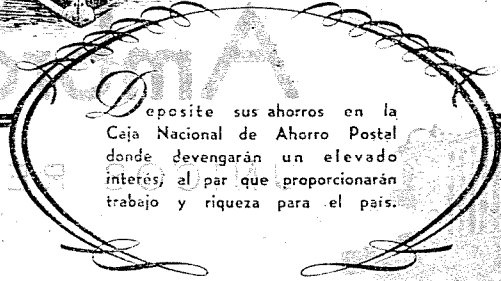 Deposite sus ahorros en la
Caja Nacional de Ahorro Postal
donde devengarán un elevado
interés, al par que proporcionarán
trabajo y riqueza para el país.